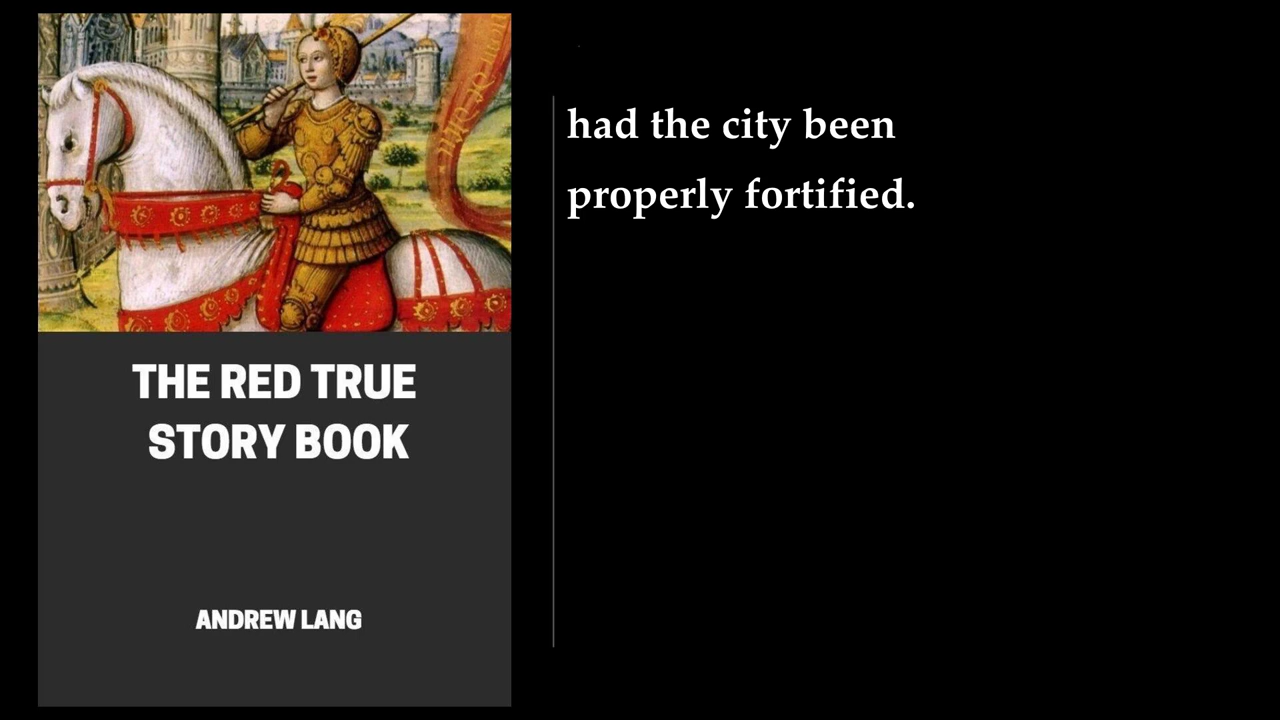 THE RED TRUE
STORY BOOK
ANDREW LANG
had the city been
properly fortified.